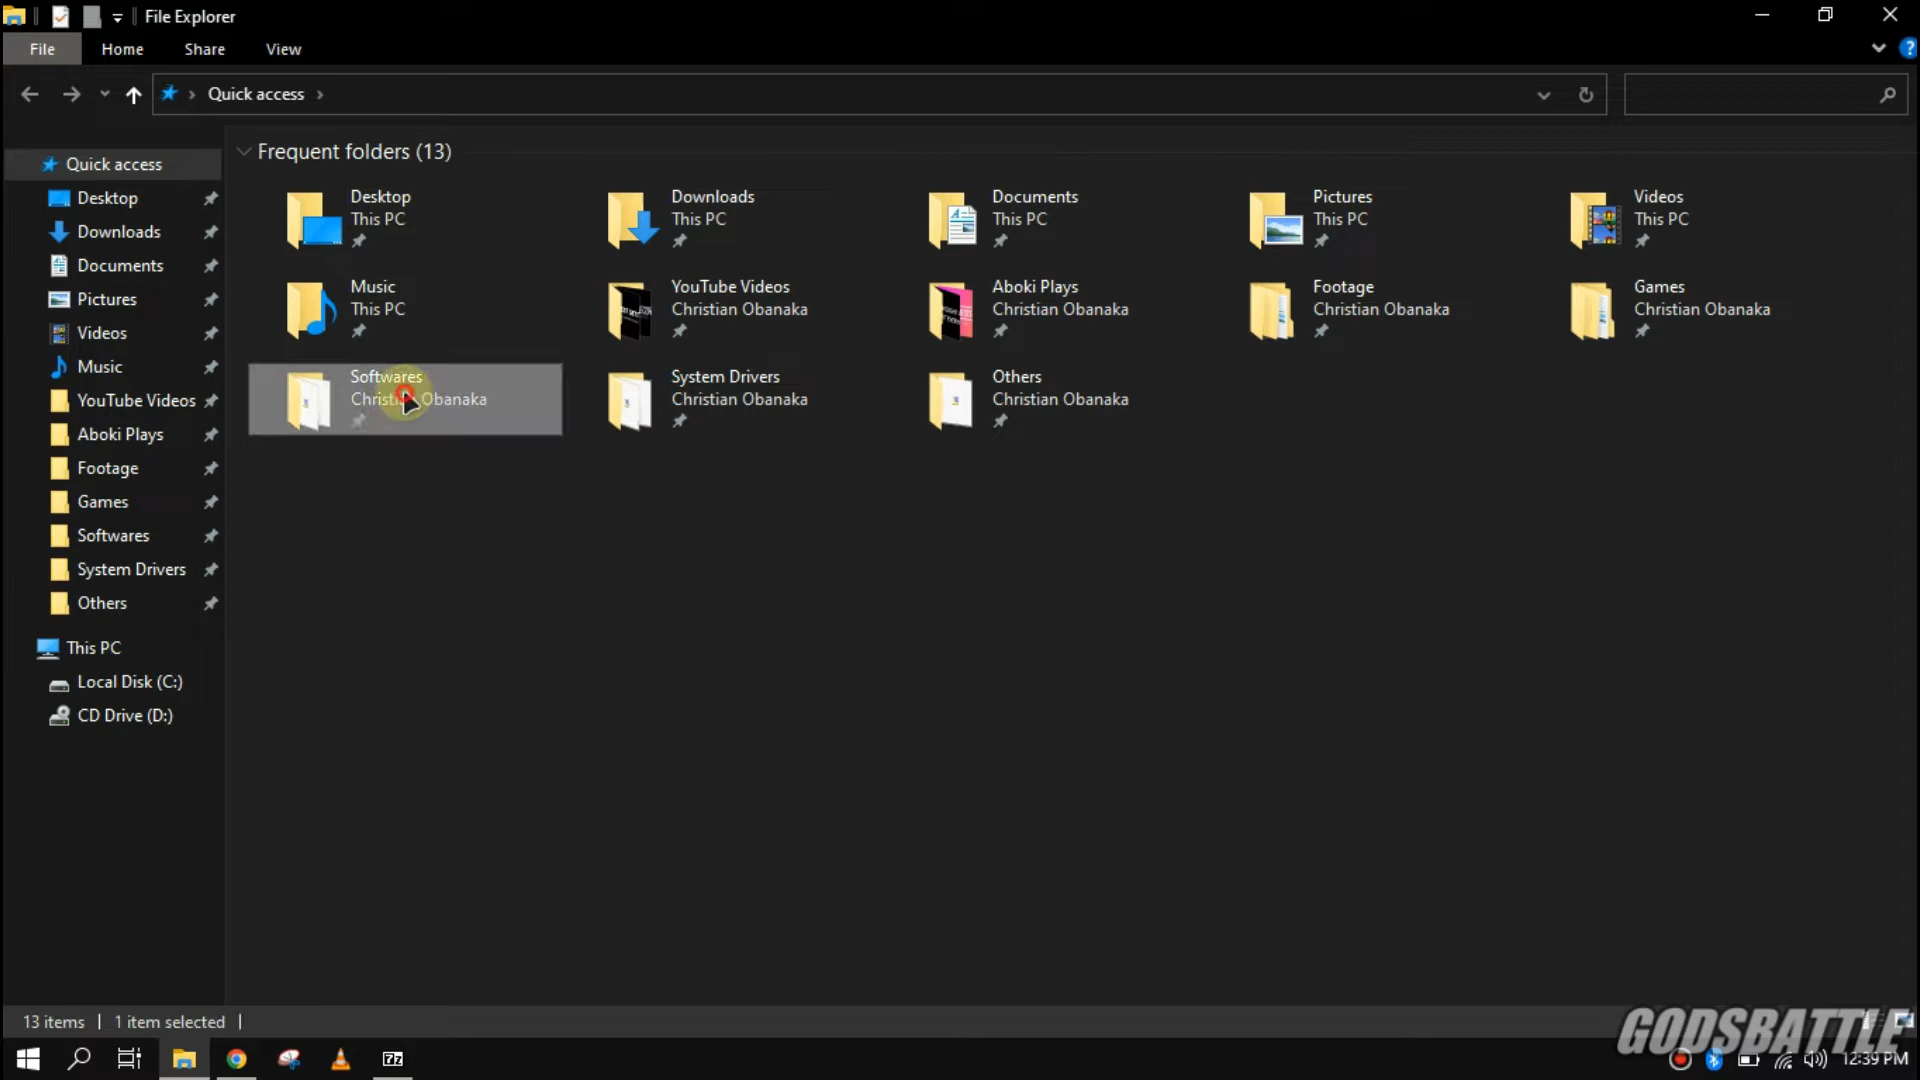 File Explorer
File Home Share View
Quick access
Frequent folders (13)
Quick access
Desktop
Downloads
Documents
Pictures
Videos
Music
YouTube Videos
Aboki Plays
Footage
Games
Softwares
System Drivers
Others
This PC
Local Disk (C:)
CD Drive (D:)
Desktop
This PC
Downloads
This PC
Documents
This PC
Pictures
This PC
Videos
This PC
Music
This PC
YouTube Videos
Christian Obanaka
Aboki Plays
Christian Obanaka
Footage
Christian Obanaka
Games
Christian Obanaka
Softwares
Christian Obanaka
System Drivers
Christian Obanaka
Others
Christian Obanaka
13 items 1 item selected
GODSBATTLE
7z
12:39 PM